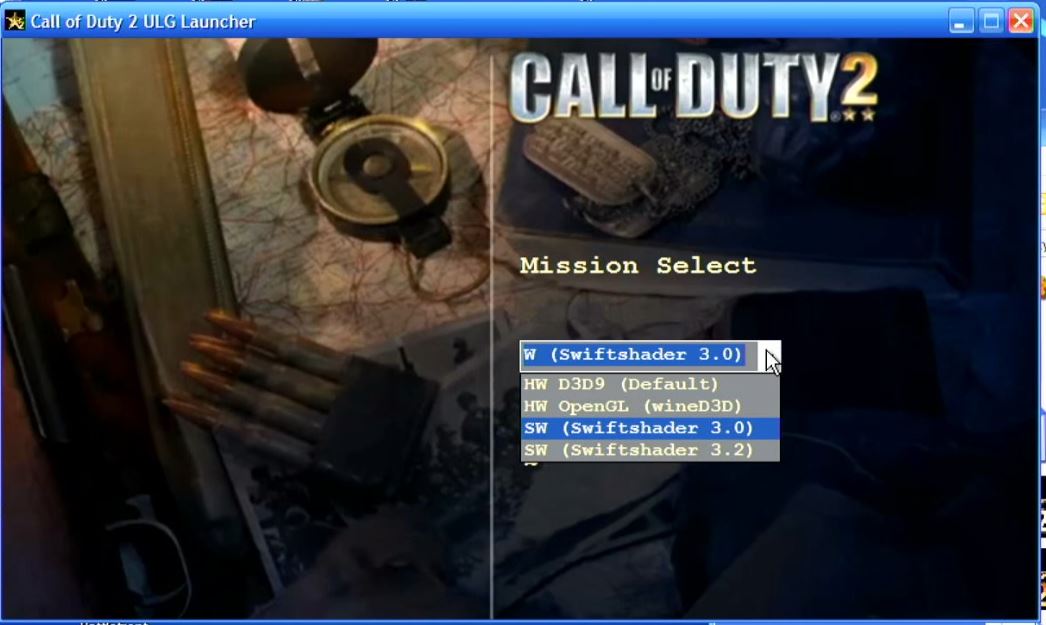 Call of Duty 2 ULG Launcher
CALL OF DUTY 2
Mission Select
W (Swiftshader 3.0)
HW D3D9 (Default)
HW OpenGL (wineD3D)
SW (Swiftshader 3.0)
SW (Swiftshader 3.2)